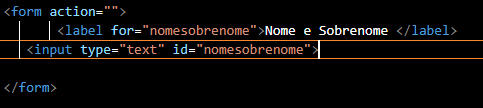 <form action="">
<label for="nomesobrenome">Nome e Sobrenome </label>
<input type="text" id="nomesobrenome">
</form>